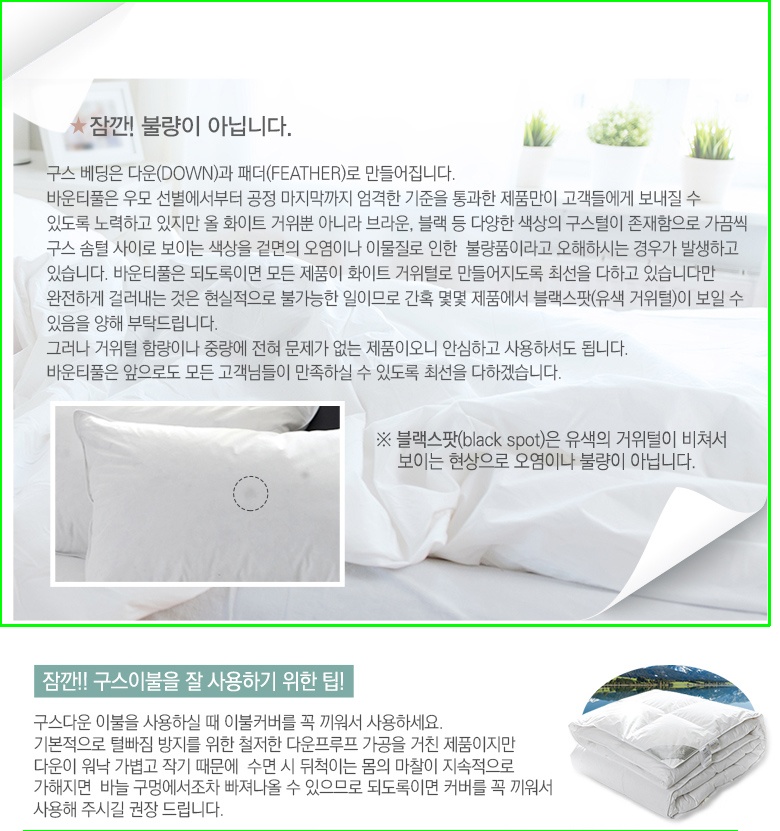 ★잠깐! 불량이 아닙니다.
구스 베딩은 다운(DOWN)과 패더(FEATHER)로 만들어집니다.
바운티풀은 우모 선별에서부터 공정 마지막까지 엄격한 기준을 통과한 제품만이 고객들에게 보내질 수
있도록 노력하고 있지만 올 화이트 거위뿐 아니라 브라운, 블랙 등 다양한 색상의 구스털이 존재함으로 가끔씩
구스 솜털 사이로 보이는 색상을 겉면의 오염이나 이물질로 인한 불량품이라고 오해하시는 경우가 발생하고
있습니다. 바운티풀은 되도록이면 모든 제품이 화이트 거위털로 만들어지도록 최선을 다하고 있습니다만
완전하게 걸러내는 것은 현실적으로 불가능한 일이므로 간혹 몇몇 제품에서 블랙스팟(유색 거위털)이 보일 수
있음을 양해 부탁드립니다.
그러나 거위털 함량이나 중량에 전혀 문제가 없는 제품이오니 안심하고 사용하셔도 됩니다.
바운티풀은 앞으로도 모든 고객님들이 만족하실 수 있도록 최선을 다하겠습니다.
※ 블랙스팟(black spot)은 유색의 거위털이 비쳐서
보이는 현상으로 오염이나 불량이 아닙니다.
잠깐!! 구스이불을 잘 사용하기 위한 팁!
구스다운 이불을 사용하실 때 이불커버를 꼭 끼워서 사용하세요.
기본적으로 털빠짐 방지를 위한 철저한 다운프루프 가공을 거친 제품이지만
다운이 워낙 가볍고 작기 때문에 수면 시 뒤척이는 몸의 마찰이 지속적으로
가해지면 바늘 구멍에서조차 빠져나올 수 있으므로 되도록이면 커버를 꼭 끼워서
사용해 주시길 권장 드립니다.